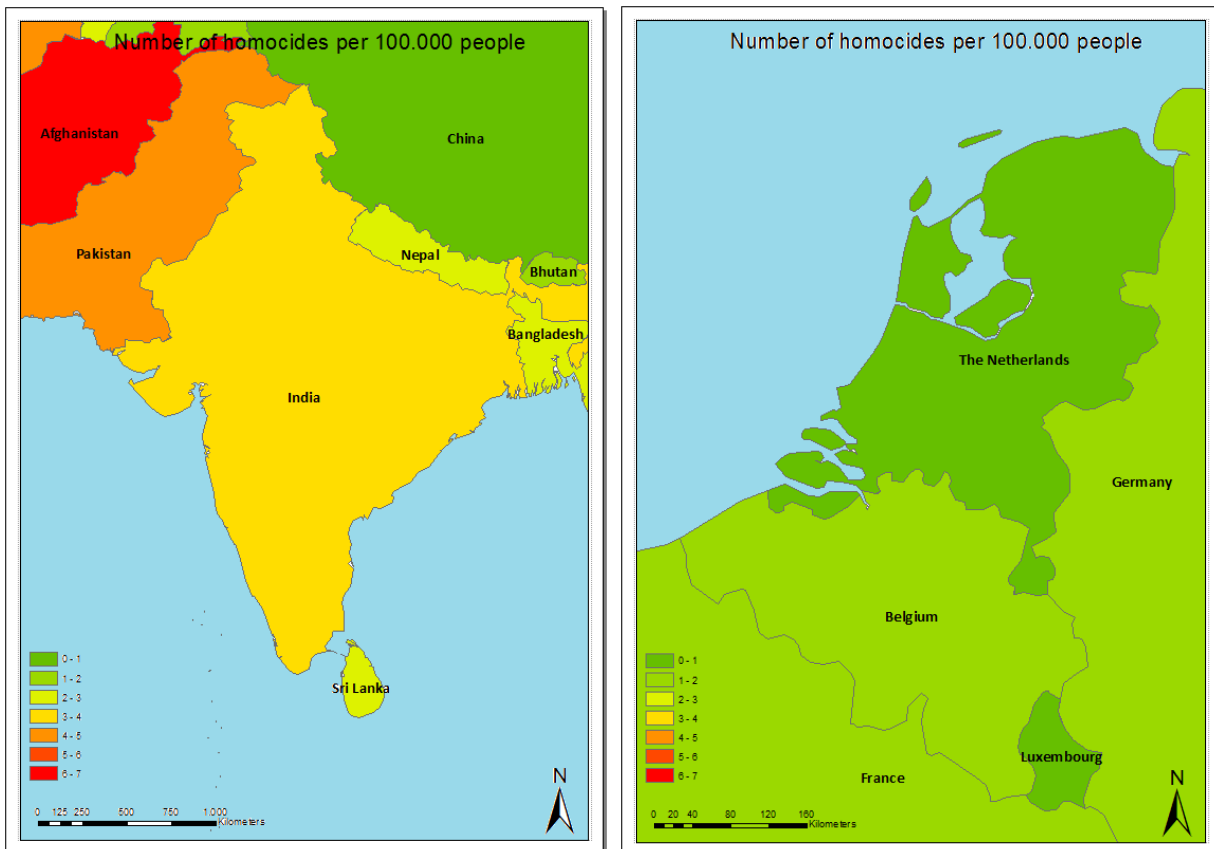 Number of homocides per 100.000 people
Afghanistan
China
Pakistan
Nepal
Bhutan
Bangladesh
India
Sri Lanka
0 - 1
1 - 2
2 - 3
3 - 4
4 - 5
5 - 6
6 - 7
N
0 125 250 500 750 1.000
Kilometers
Number of homocides per 100.000 people
The Netherlands
Germany
Belgium
Luxembourg
France
0 - 1
1 - 2
2 - 3
3 - 4
4 - 5
5 - 6
6 - 7
N
0 20 40 80 120 160
Kilometers